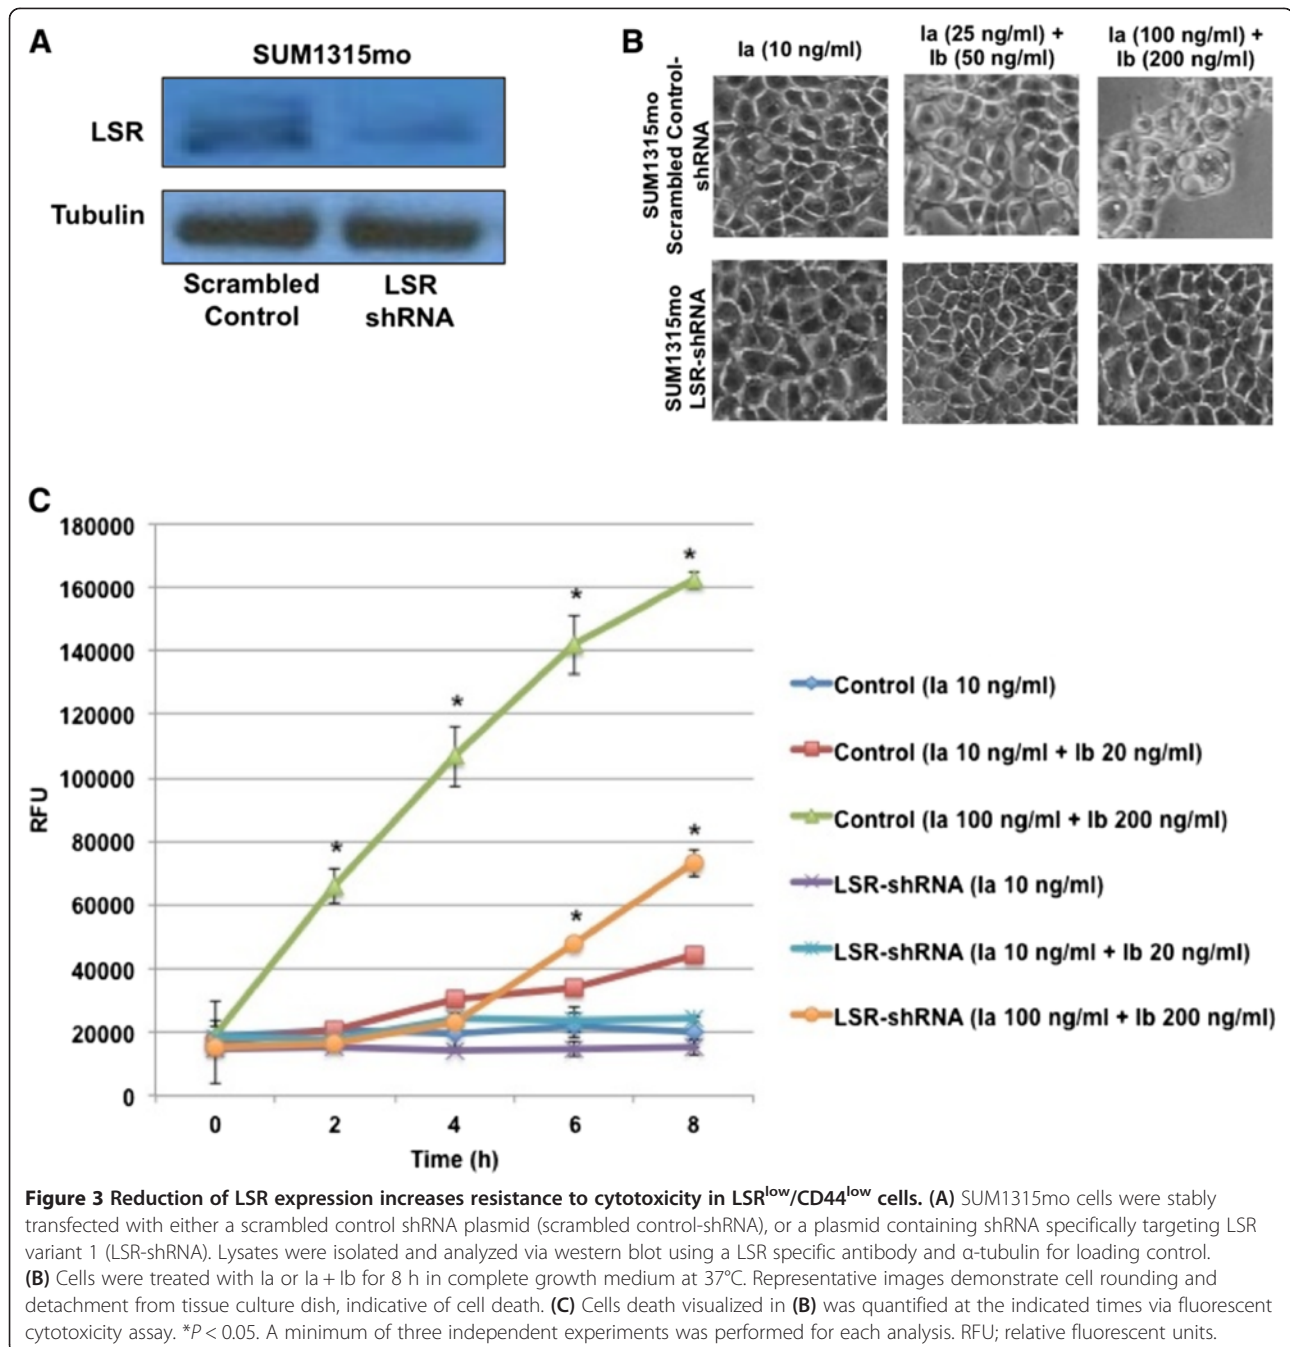 A
SUM1315mo
LSR
Tubulin
Scrambled
Control
LSR
shRNA
B
Ia (10 ng/ml)
Ia (25 ng/ml) +
Ib (50 ng/ml)
Ia (100 ng/ml) +
Ib (200 ng/ml)
SUM1315mo
Scrambled Control-
shRNA
SUM1315mo
LSR-shRNA
C
180000
160000
140000
120000
100000
80000
60000
40000
20000
0
RFU
*
*
*
*
*
*
0 2 4 6 8
Time (h)
Control (Ia 10 ng/ml)
Control (Ia 10 ng/ml + Ib 20 ng/ml)
Control (Ia 100 ng/ml + Ib 200 ng/ml)
LSR-shRNA (Ia 10 ng/ml)
LSR-shRNA (Ia 10 ng/ml + Ib 20 ng/ml)
LSR-shRNA (Ia 100 ng/ml + Ib 200 ng/ml)
Figure 3 Reduction of LSR expression increases resistance to cytotoxicity in LSRlow/CD44low cells. (A) SUM1315mo cells were stably
transfected with either a scrambled control shRNA plasmid (scrambled control-shRNA), or a plasmid containing shRNA specifically targeting LSR
variant 1 (LSR-shRNA). Lysates were isolated and analyzed via western blot using a LSR specific antibody and α-tubulin for loading control.
(B) Cells were treated with Ia or Ia + Ib for 8 h in complete growth medium at 37°C. Representative images demonstrate cell rounding and
detachment from tissue culture dish, indicative of cell death. (C) Cells death visualized in (B) was quantified at the indicated times via fluorescent
cytotoxicity assay. *P < 0.05. A minimum of three independent experiments was performed for each analysis. RFU; relative fluorescent units.